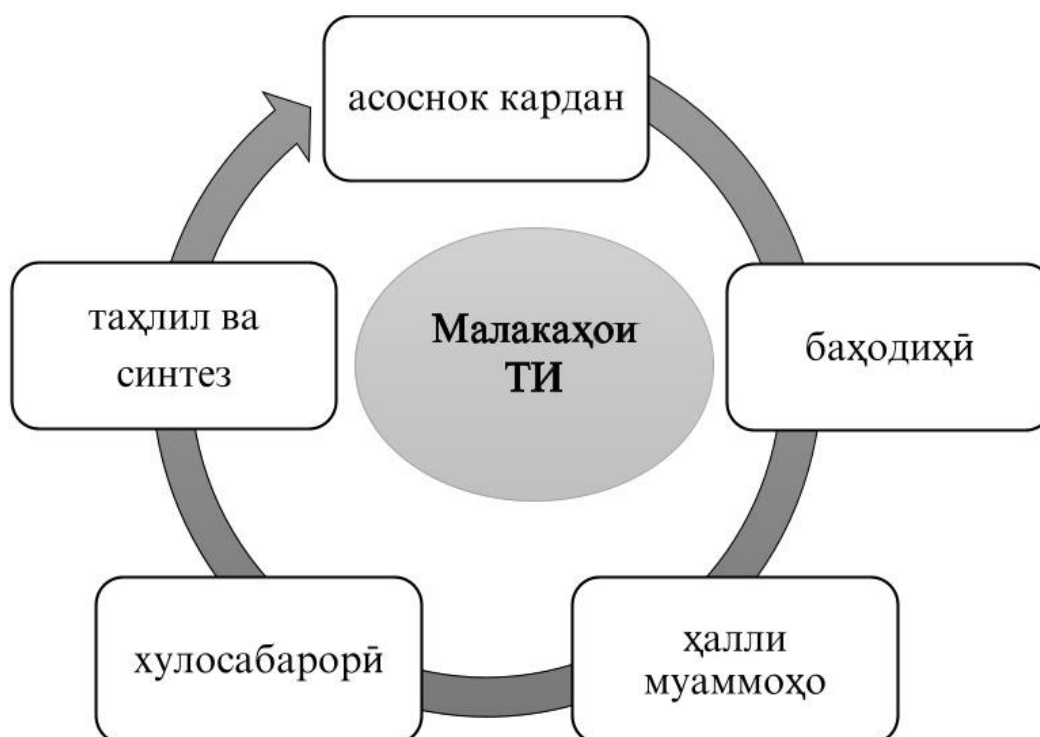 асоснок кардан
баҳодиҳӣ
ҳалли
муаммоҳо
хулосабарорӣ
таҳлил ва
синтез
Малакаҳои
ТИ